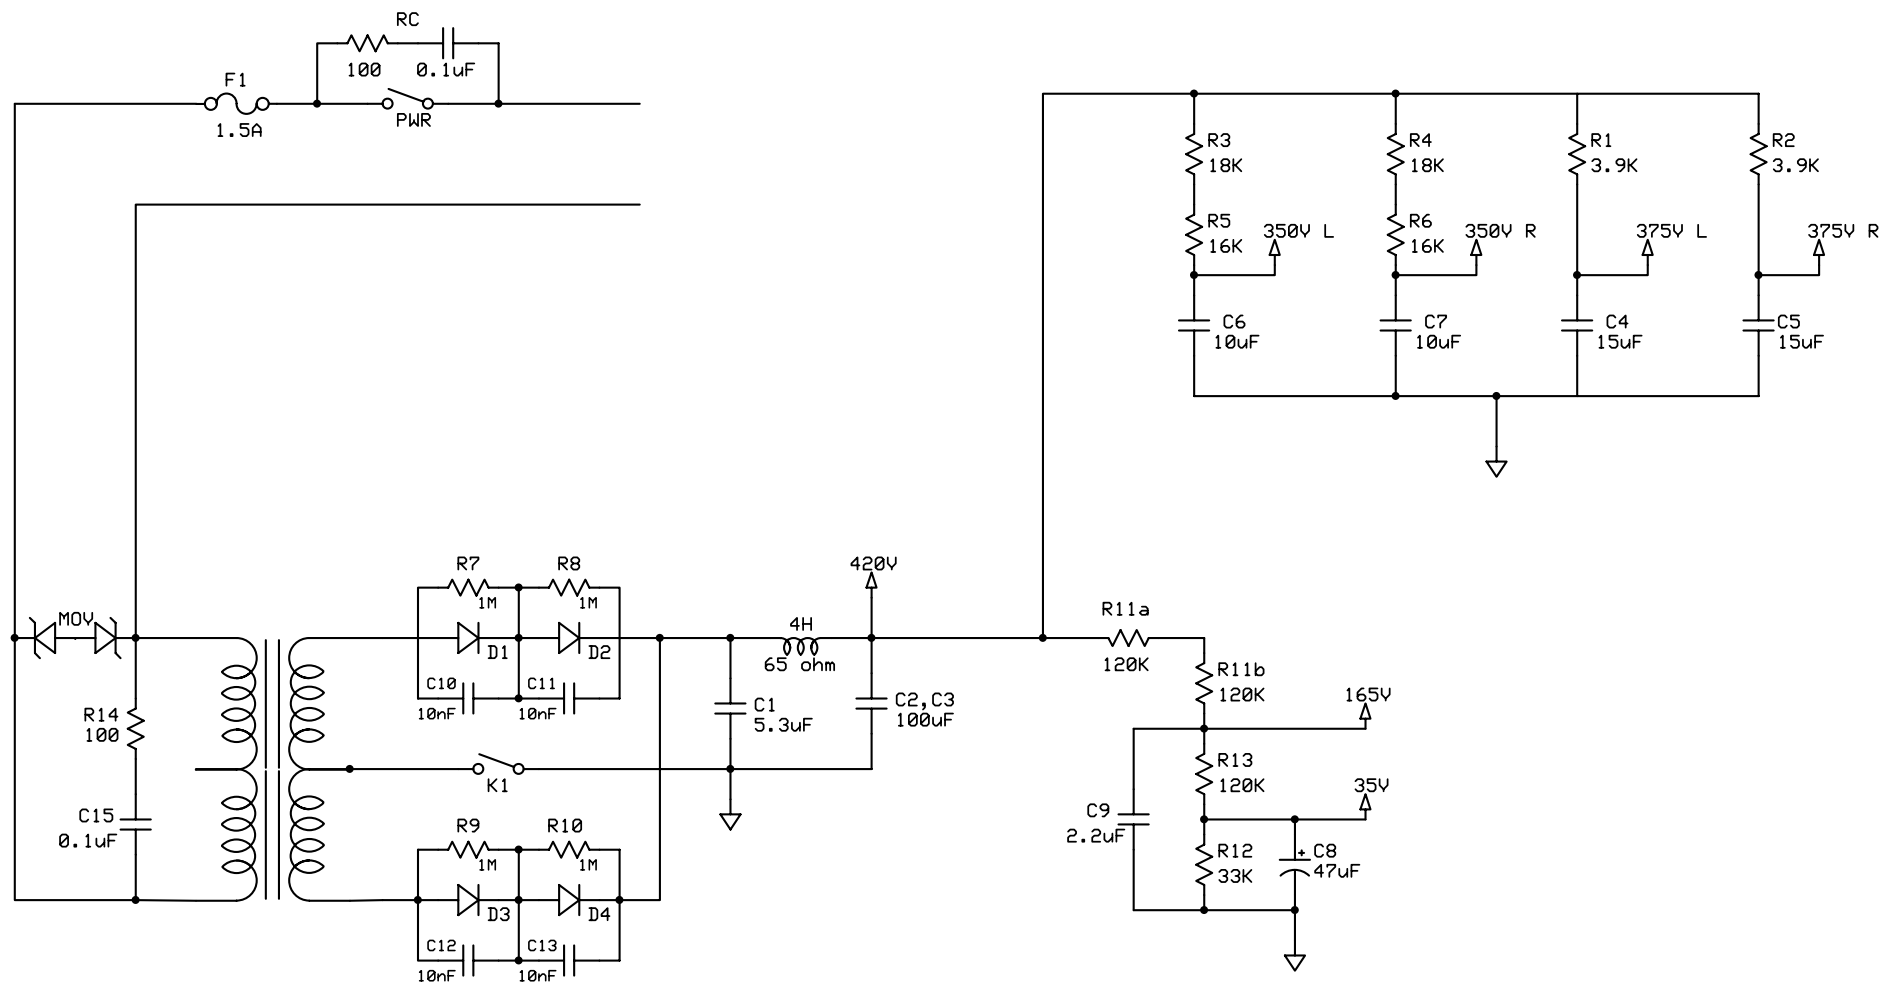 RC
100 0.1uF
F1
1.5A
PWR
R3
18K
R4
18K
R1
3.9K
R2
3.9K
R5
16K
350V L
R6
16K
350V R
375V L
375V R
C6
10uF
C7
10uF
C4
15uF
C5
15uF
R7
1M
R8
1M
MOV
D1
D2
C10
10nF
C11
10nF
4H
65 ohm
420V
C1
5.3uF
C2,C3
100uF
R11a
120K
R11b
120K
165V
R14
100
K1
R13
120K
35V
C15
0.1uF
C9
2.2uF
R12
33K
+
C8
47uF
R9
1M
R10
1M
D3
D4
C12
10nF
C13
10nF